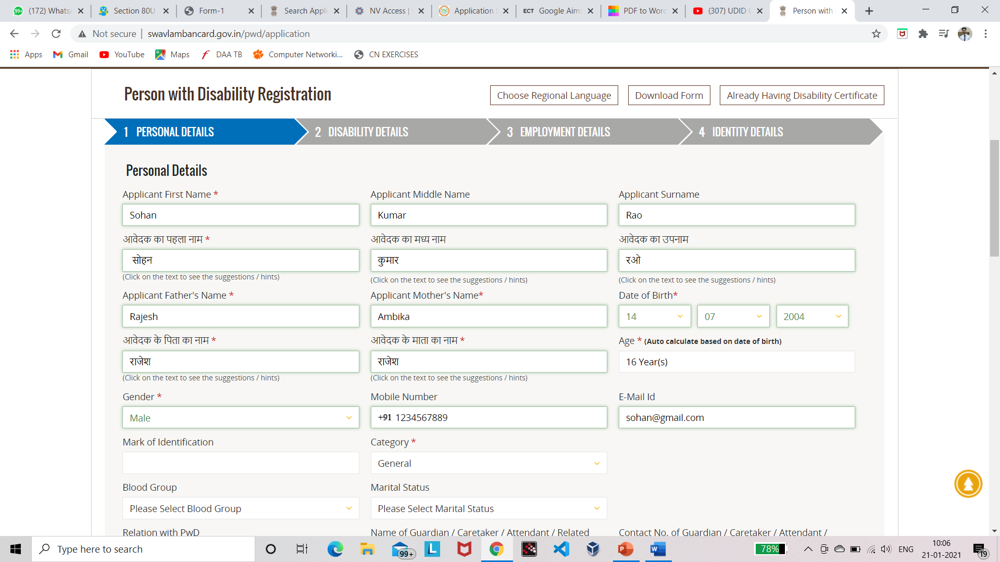 (172) Whats
Section 80U
Form-1
Search Appli
NV Access |
Application
ECT Google Aim
PDF to Word
(307) UDID
Person with
Not secure | swavlambancard.gov.in/pwd/application
Apps Gmail YouTube Maps DAA TB Computer Networki... CN EXERCISES
Person with Disability Registration
Choose Regional Language Download Form Already Having Disability Certificate
1 PERSONAL DETAILS 2 DISABILITY DETAILS 3 EMPLOYMENT DETAILS 4 IDENTITY DETAILS
Personal Details
Applicant First Name * Applicant Middle Name Applicant Surname
Sohan Kumar Rao
आवेदक का पहला नाम * आवेदक का मध्य नाम आवेदक का उपनाम
सोहन कुमार रओ
(Click on the text to see the suggestions / hints) (Click on the text to see the suggestions / hints) (Click on the text to see the suggestions / hints)
Applicant Father's Name * Applicant Mother's Name* Date of Birth*
Rajesh Ambika 14 07 2004
आवेदक के पिता का नाम * आवेदक के माता का नाम * Age * (Auto calculate based on date of birth)
राजेश राजेश 16 Year(s)
(Click on the text to see the suggestions / hints) (Click on the text to see the suggestions / hints)
Gender * Mobile Number E-Mail Id
Male +91 1234567889 sohan@gmail.com
Mark of Identification Category *
General
Blood Group Marital Status
Please Select Blood Group Please Select Marital Status
Relation with PwD Name of Guardian / Caretaker / Attendant / Related Contact No. of Guardian / Caretaker / Attendant /
Type here to search 99+ 78% ENG 10:06
21-01-2021 19